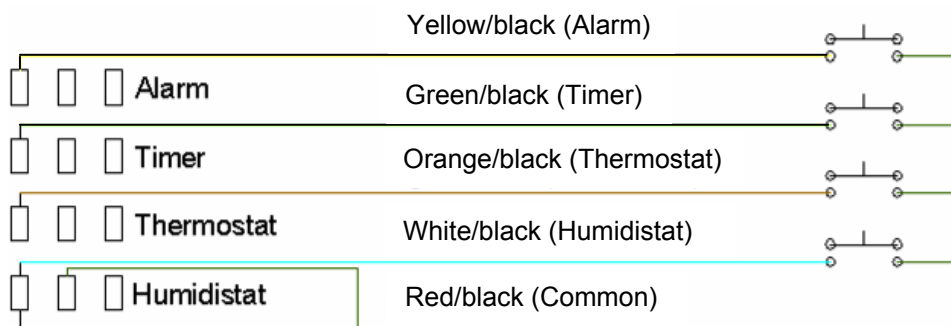 Yellow/black (Alarm)
Alarm
Green/black (Timer)
Timer
Orange/black (Thermostat)
Thermostat
White/black (Humidistat)
Humidistat
Red/black (Common)